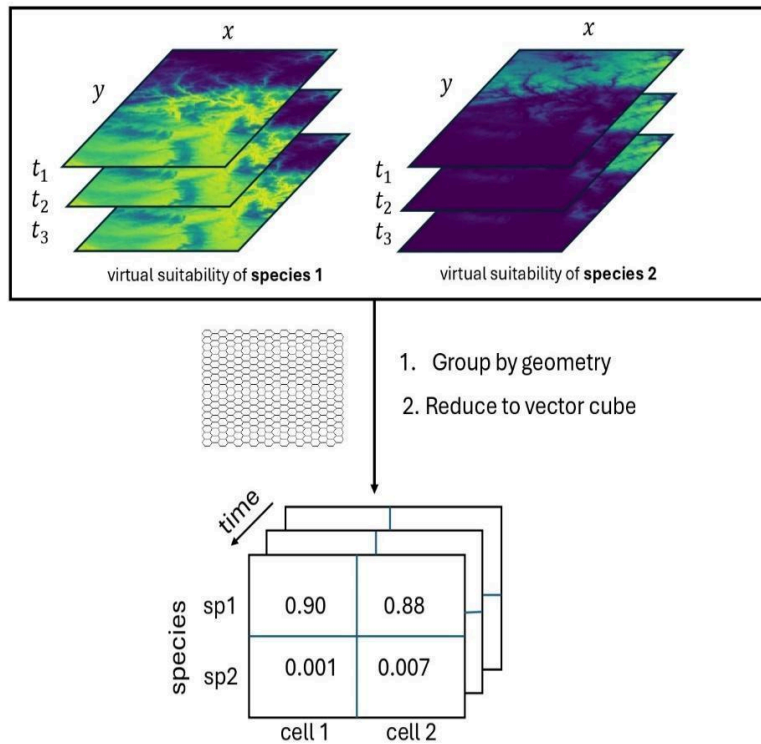 x
x
y
y
t₁
t₁
t₂
t₂
t₃
t₃
virtual suitability of species 1
virtual suitability of species 2
1. Group by geometry
2. Reduce to vector cube
time
species
sp1
0.90
0.88
sp2
0.001
0.007
cell 1
cell 2